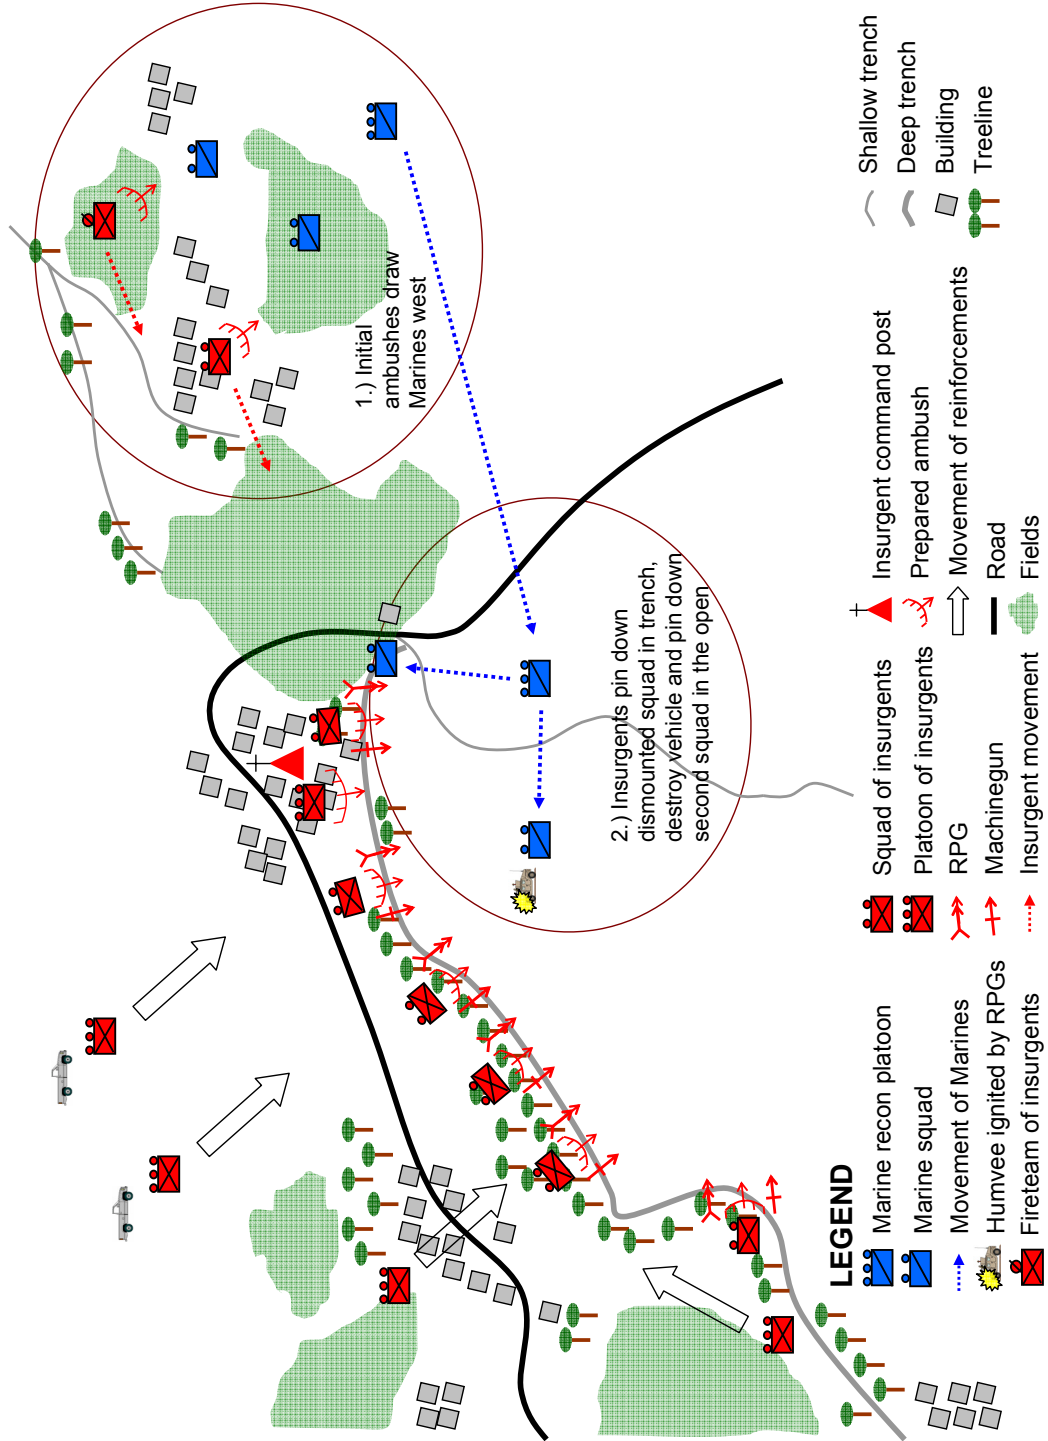 1.) Initial
ambushes draw
Marines west
2.) Insurgents pin down
dismounted squad in trench,
destroy vehicle and pin down
second squad in the open
LEGEND
Marine recon platoon
Marine squad
Movement of Marines
Humvee ignited by RPGs
Fireteam of insurgents
Squad of insurgents
Platoon of insurgents
RPG
Machinegun
Insurgent movement
Insurgent command post
Prepared ambush
Movement of reinforcements
Road
Fields
Shallow trench
Deep trench
Building
Treeline